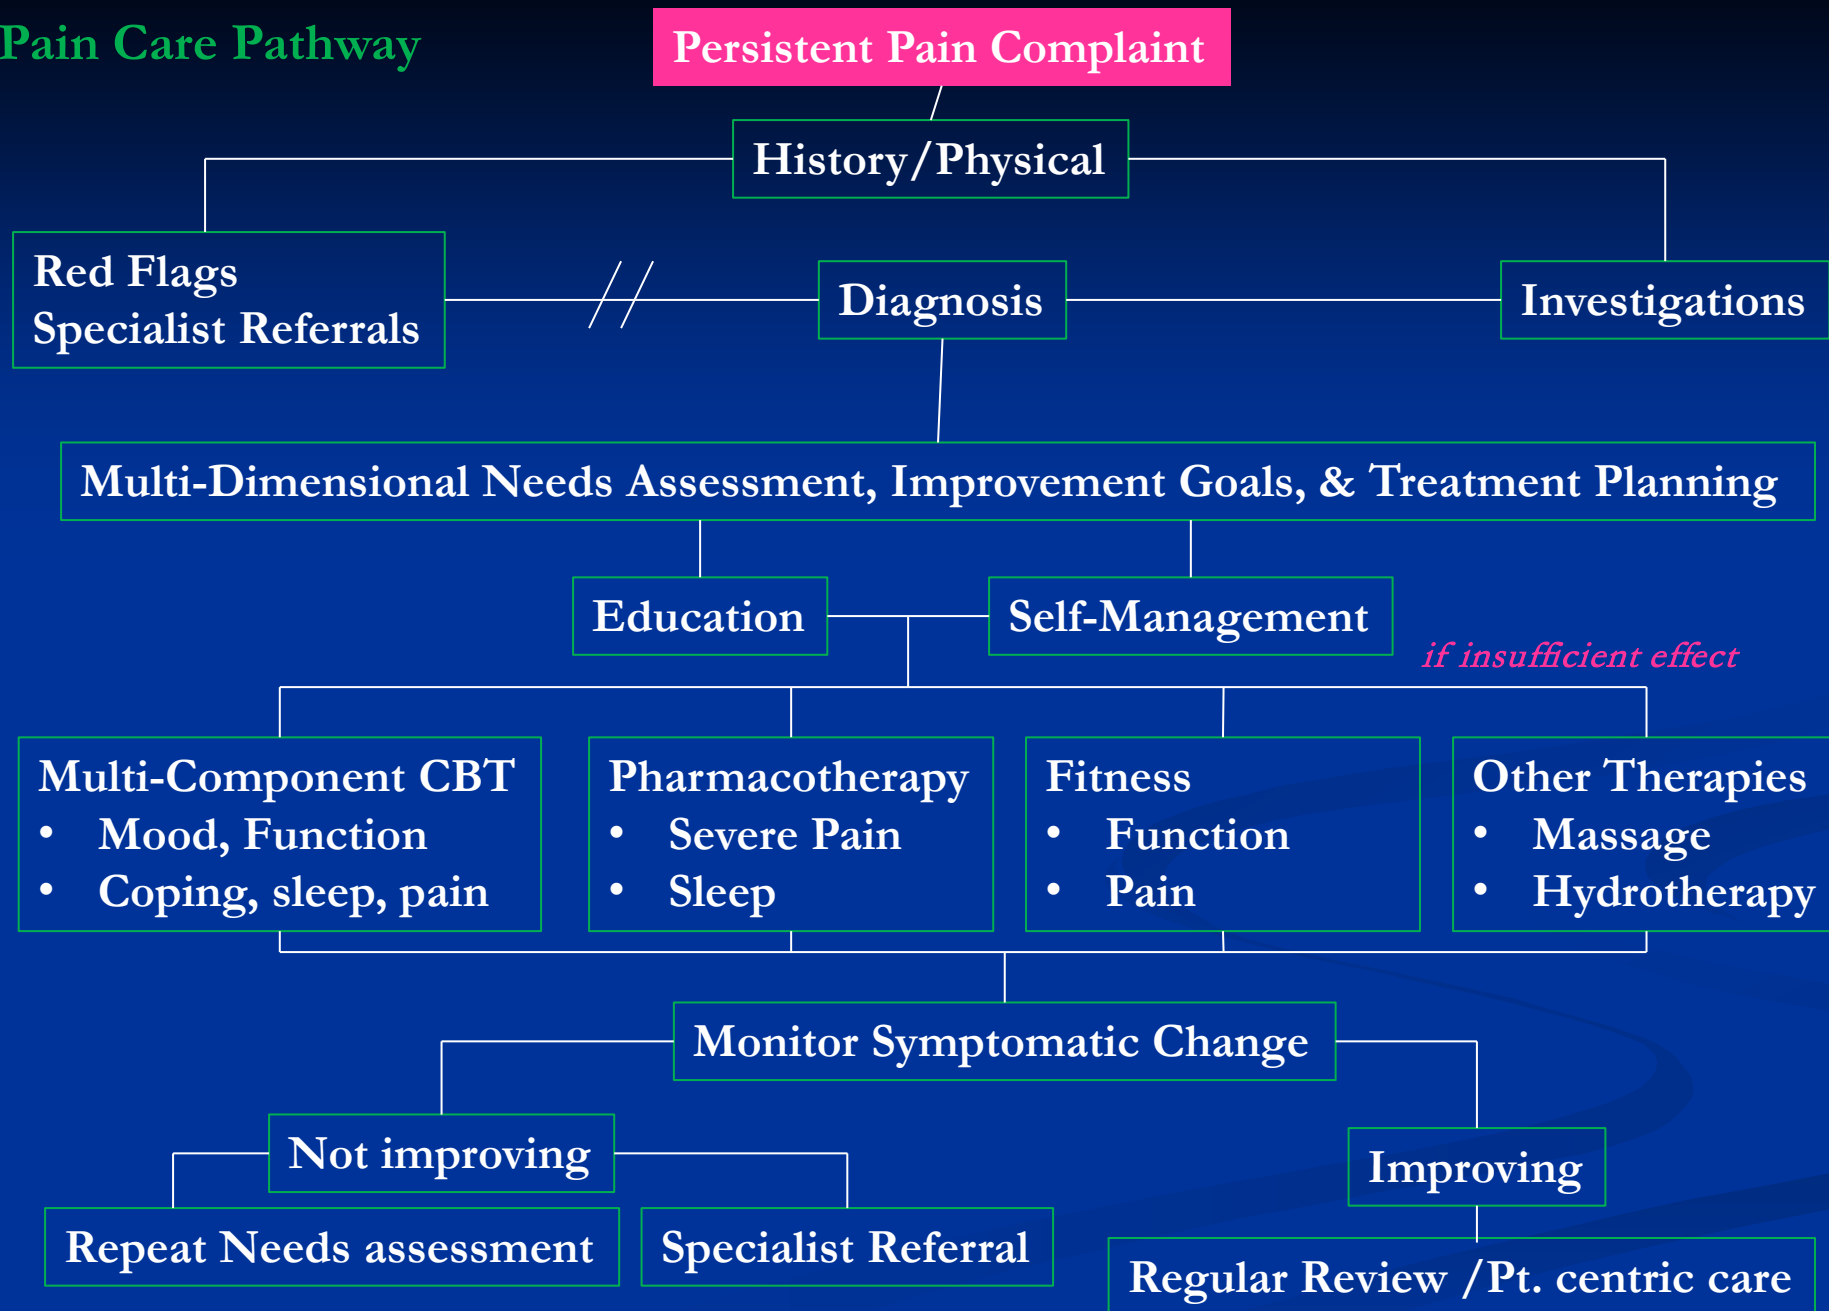 Pain Care Pathway
Persistent Pain Complaint
History/Physical
Red Flags
Specialist Referrals
Diagnosis
Investigations
Multi-Dimensional Needs Assessment, Improvement Goals, & Treatment Planning
Education
Self-Management
if insufficient effect
Multi-Component CBT
• Mood, Function
• Coping, sleep, pain
Pharmacotherapy
• Severe Pain
• Sleep
Fitness
• Function
• Pain
Other Therapies
• Massage
• Hydrotherapy
Monitor Symptomatic Change
Not improving
Improving
Repeat Needs assessment
Specialist Referral
Regular Review /Pt. centric care